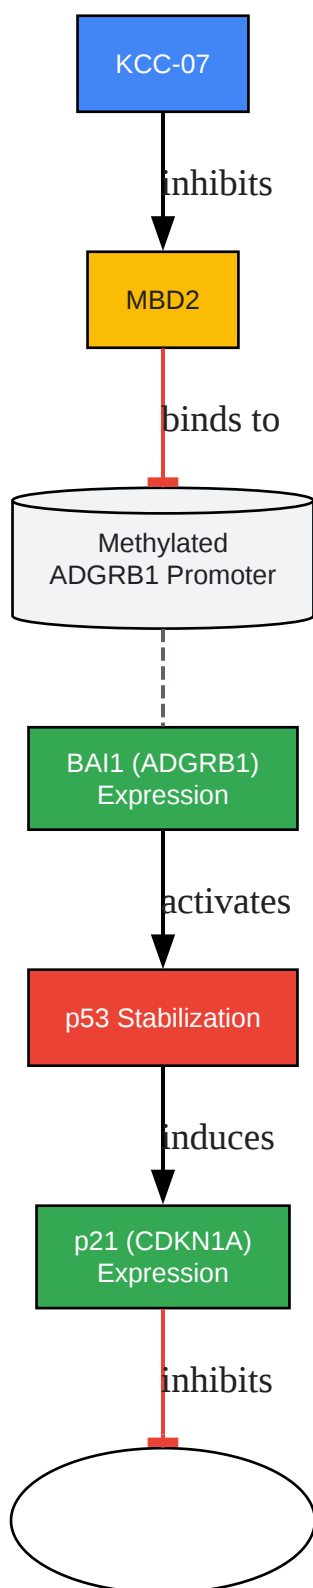 KCC-07
inhibits
MBD2
binds to
Methylated
ADGRB1 Promoter
BAI1 (ADGRB1)
Expression
activates
p53 Stabilization
induces
p21 (CDKN1A)
Expression
inhibits